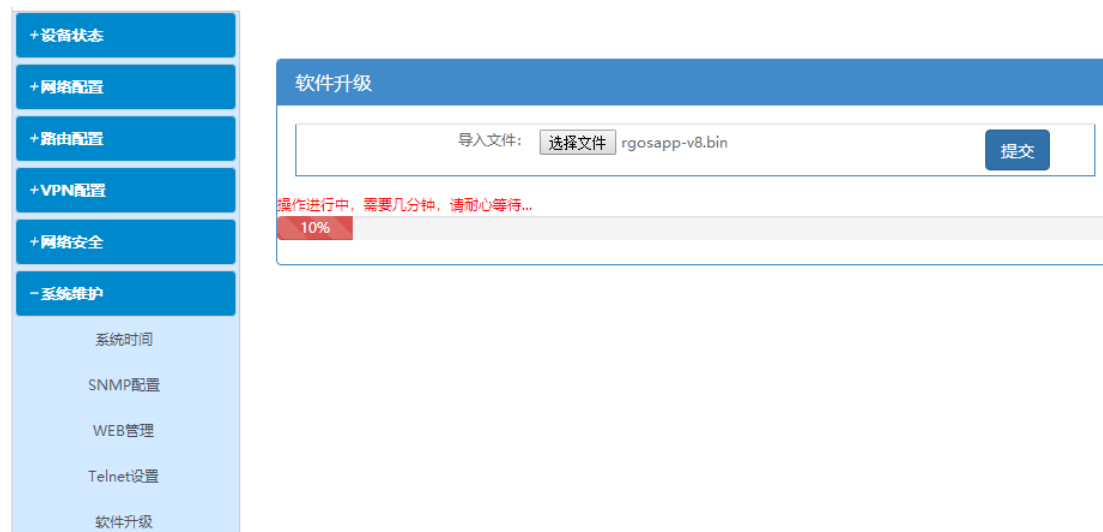 +设备状态
+网络配置
+路由配置
+VPN配置
+网络安全
-系统维护
系统时间
SNMP配置
WEB管理
Telnet设置
软件升级
软件升级
导入文件: 选择文件 rgosapp-v8.bin 提交
操作进行中, 需要几分钟, 请耐心等待...
10%